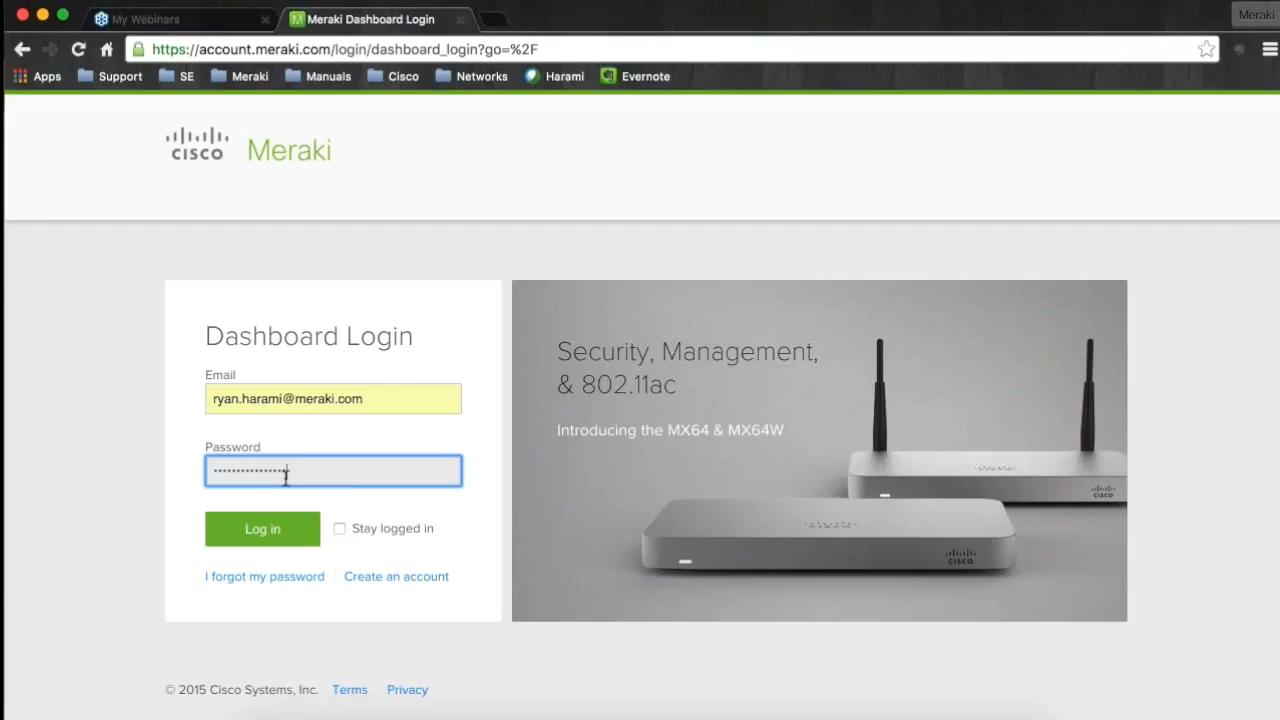 My Webinars
Meraki Dashboard Login
Meraki
https://account.meraki.com/login/dashboard_login?go=%2F
Apps Support SE Meraki Manuals Cisco Networks Harami Evernote
CISCO Meraki
Dashboard Login
Email
ryan.harami@meraki.com
Password
Log in
Stay logged in
I forgot my password
Create an account
Security, Management,
& 802.11ac
Introducing the MX64 & MX64W
CISCO
CISCO
© 2015 Cisco Systems, Inc. Terms Privacy